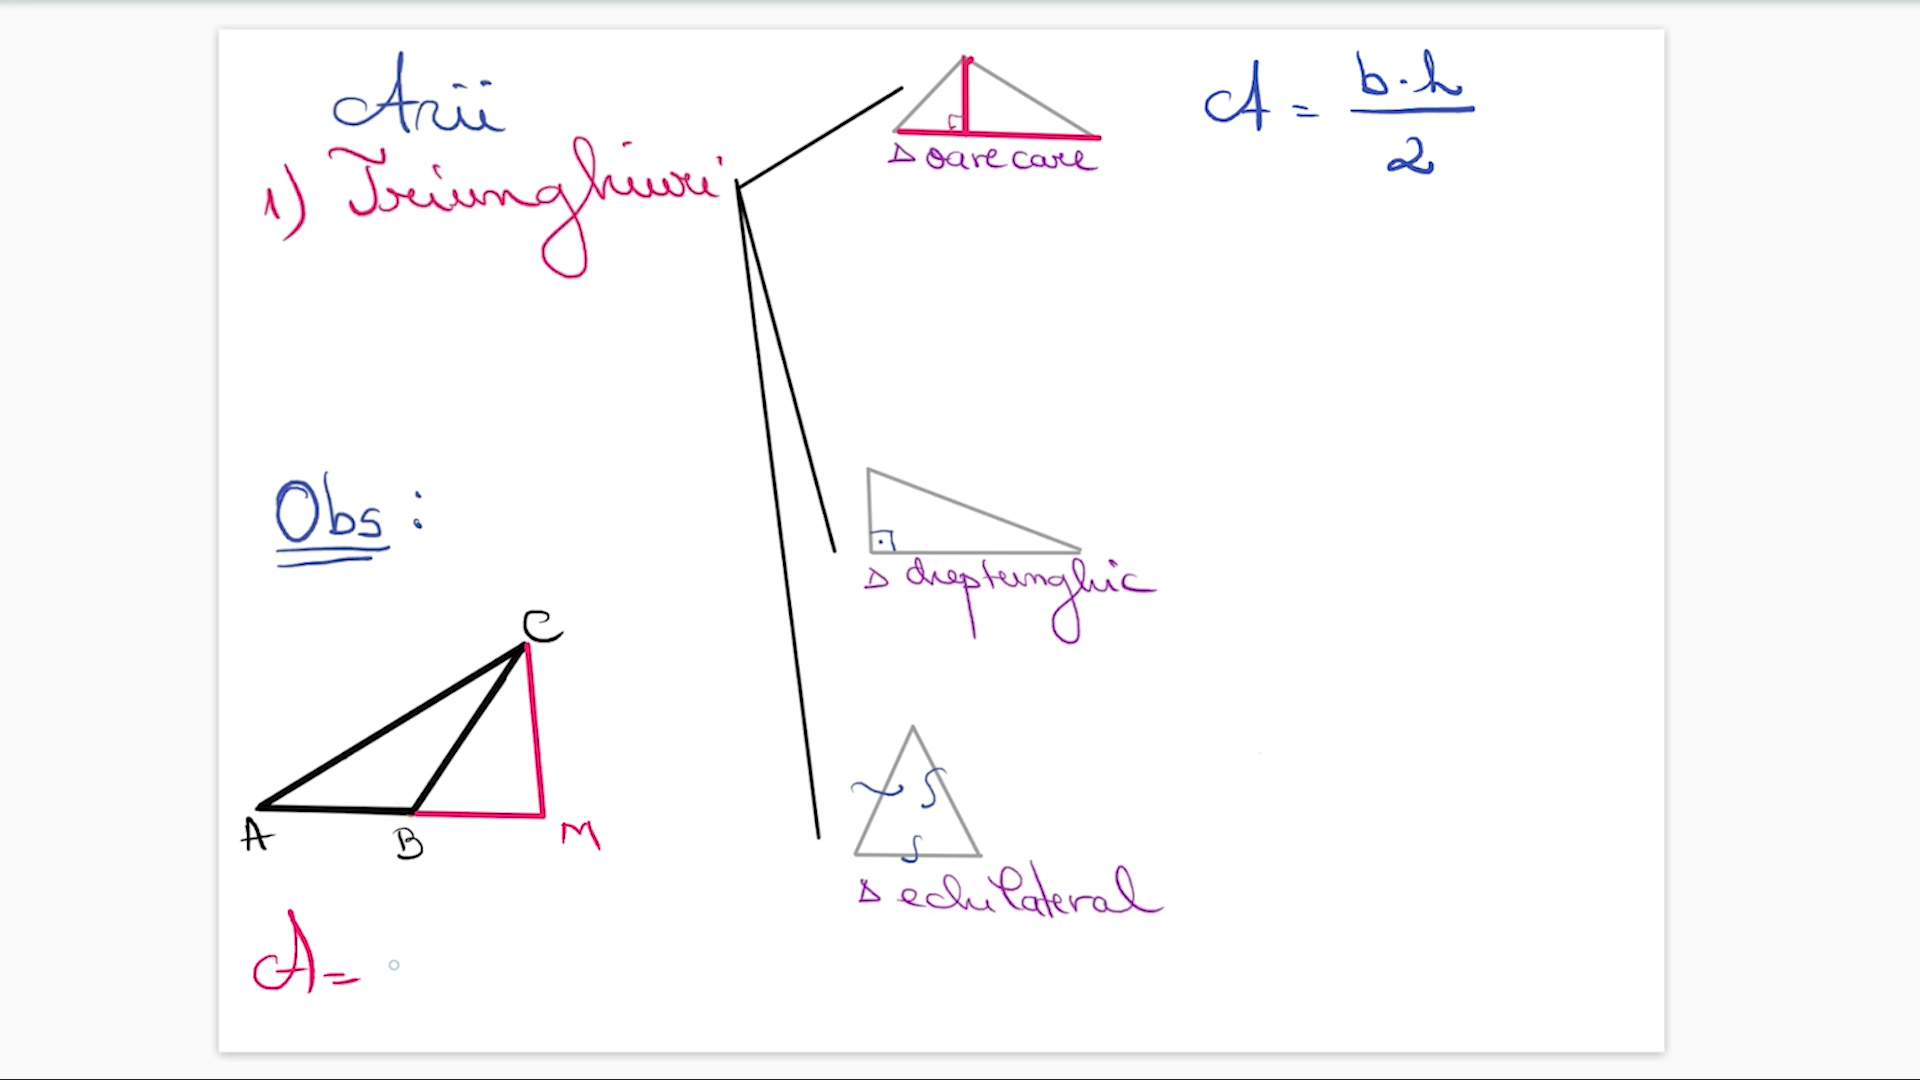 Arii
1) Triunghiuri
Δ oarecare
A = b·h / 2
Obs :
Δ dreptunghic
C
A B M
Δ echilateral
A =